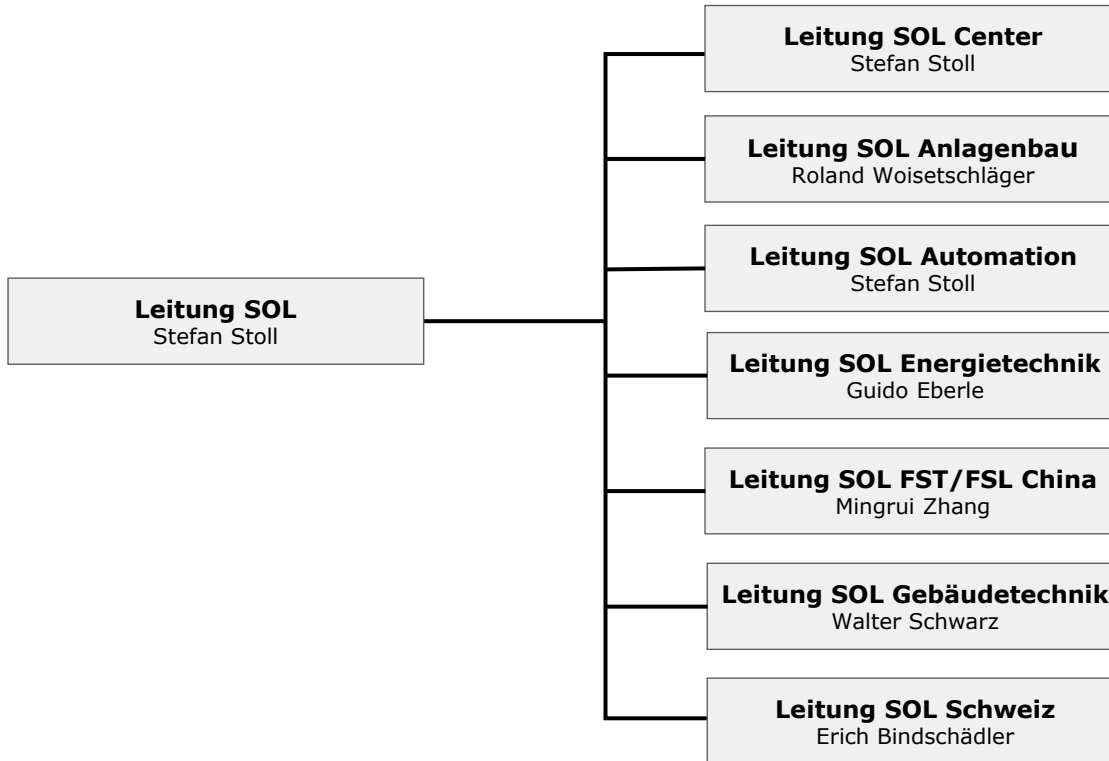 Leitung SOL
Stefan Stoll
Leitung SOL Center
Stefan Stoll
Leitung SOL Anlagenbau
Roland Woisetschläger
Leitung SOL Automation
Stefan Stoll
Leitung SOL Energietechnik
Guido Eberle
Leitung SOL FST/FSL China
Mingrui Zhang
Leitung SOL Gebäudetechnik
Walter Schwarz
Leitung SOL Schweiz
Erich Bindschädler